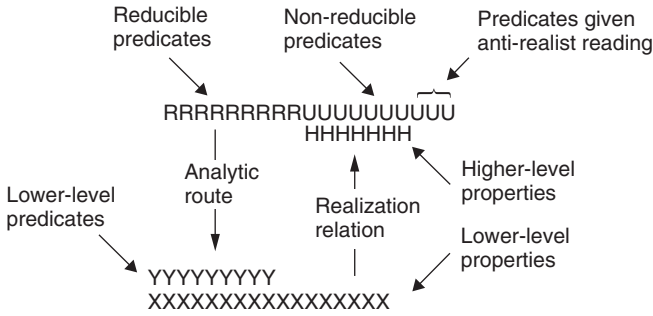 Reducible
predicates
Non-reducible
predicates
Predicates given
anti-realist reading
RRRRRRRRRUUUUUUUUUU
HHHHHHH
Analytic
route
Realization
relation
Higher-level
properties
Lower-level
predicates
Lower-level
properties
YYYYYYYYY
XXXXXXXXXXXXXXXXX